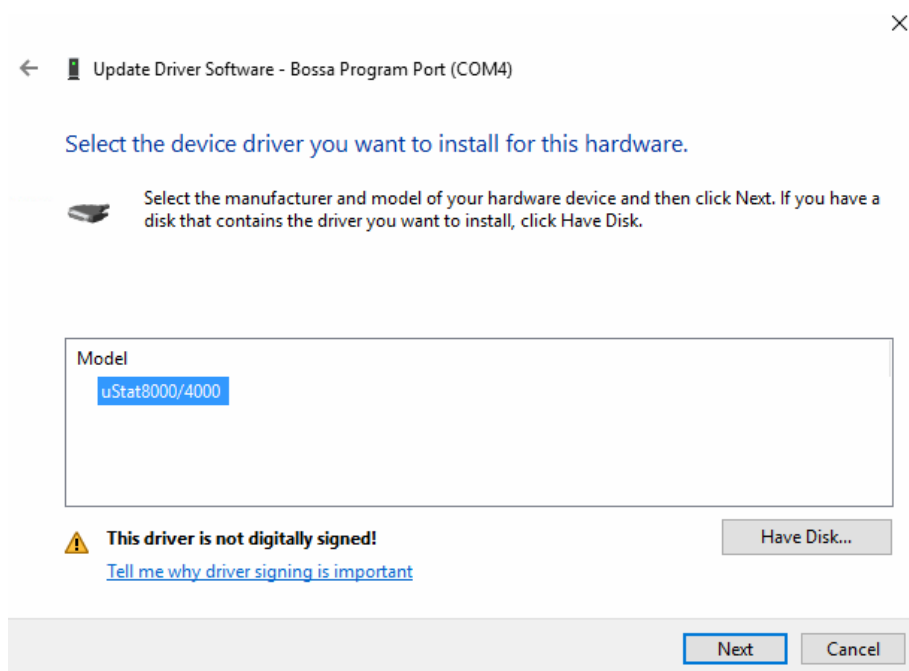 Update Driver Software - Bossa Program Port (COM4)
Select the device driver you want to install for this hardware.
Select the manufacturer and model of your hardware device and then click Next. If you have a
disk that contains the driver you want to install, click Have Disk.
Model
uStat8000/4000
This driver is not digitally signed!
Have Disk...
Tell me why driver signing is important
Next
Cancel